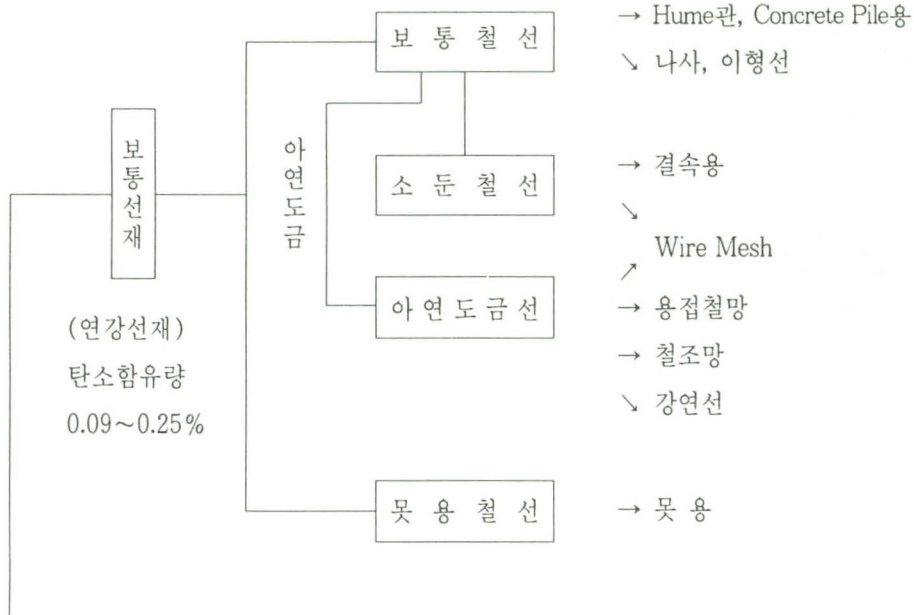 보 통 철 선
→ Hume관, Concrete Pile용
↘ 나사, 이형선
보통선재
아연도금
소 둔 철 선
→ 결속용
↘
Wire Mesh
↗
아 연 도 금 선
→ 용접철망
→ 철조망
↘ 강연선
(연강선재)
탄소함유량
0.09~0.25%
못 용 철 선
→ 못 용